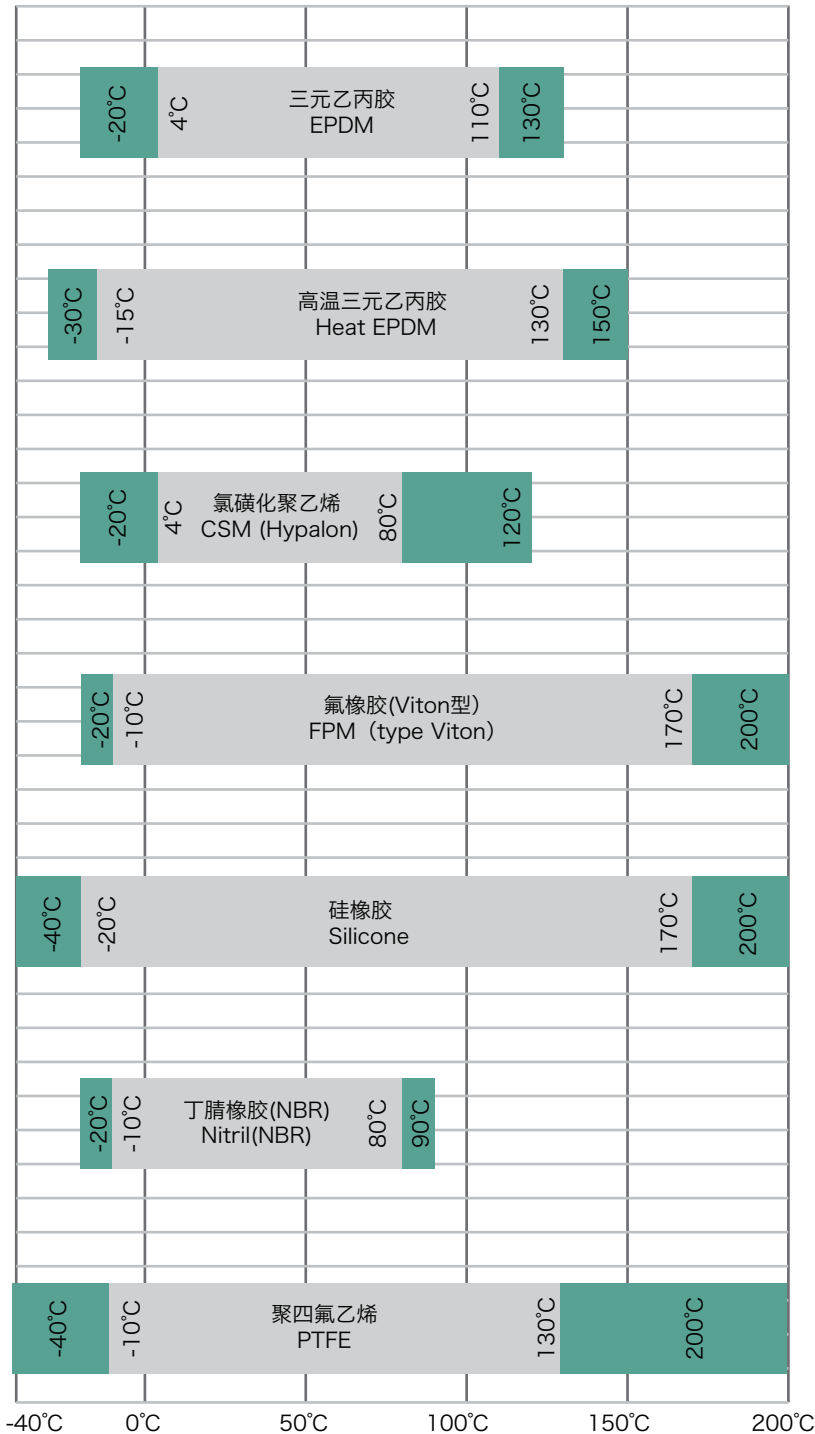 -20℃
4℃
三元乙丙胶
EPDM
110℃
130℃
-30℃
-15℃
高温三元乙丙胶
Heat EPDM
130℃
150℃
-20℃
4℃
氯磺化聚乙烯
CSM (Hypalon)
80℃
120℃
-20℃
-10℃
氟橡胶(Viton型）
FPM（type Viton）
170℃
200℃
-40℃
-20℃
硅橡胶
Silicone
170℃
200℃
-20℃
-10℃
丁腈橡胶(NBR)
Nitril(NBR)
80℃
90℃
-40℃
-10℃
聚四氟乙烯
PTFE
130℃
200℃
-40℃ 0℃ 50℃ 100℃ 150℃ 200℃